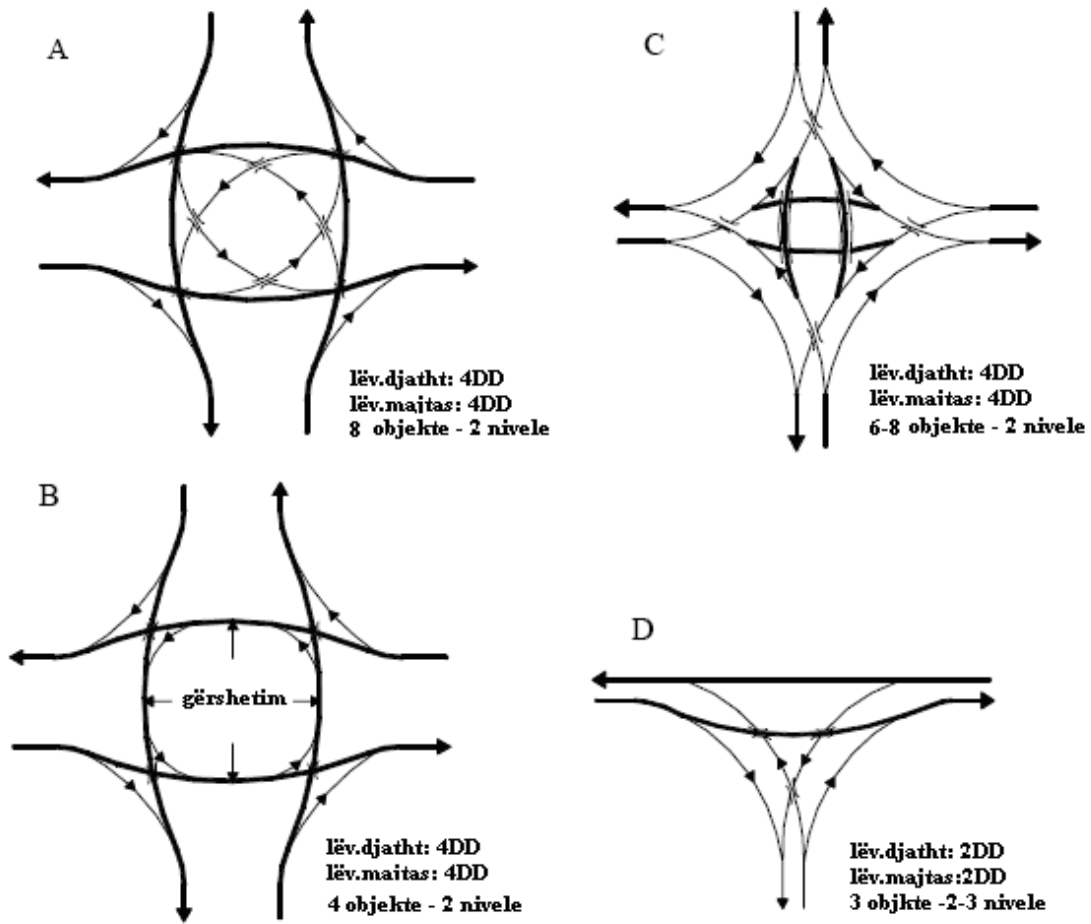 A
lëv.djatht: 4DD
lëv.majtas: 4DD
8 objekte - 2 nivele
C
lëv.djatht: 4DD
lëv.maitas: 4DD
6-8 objekte - 2 nivele
B
gërshetim
lëv.djatht: 4DD
lëv.maitas: 4DD
4 objekte - 2 nivele
D
lëv.djatht: 2DD
lëv.majtas:2DD
3 objkte -2-3 nivele